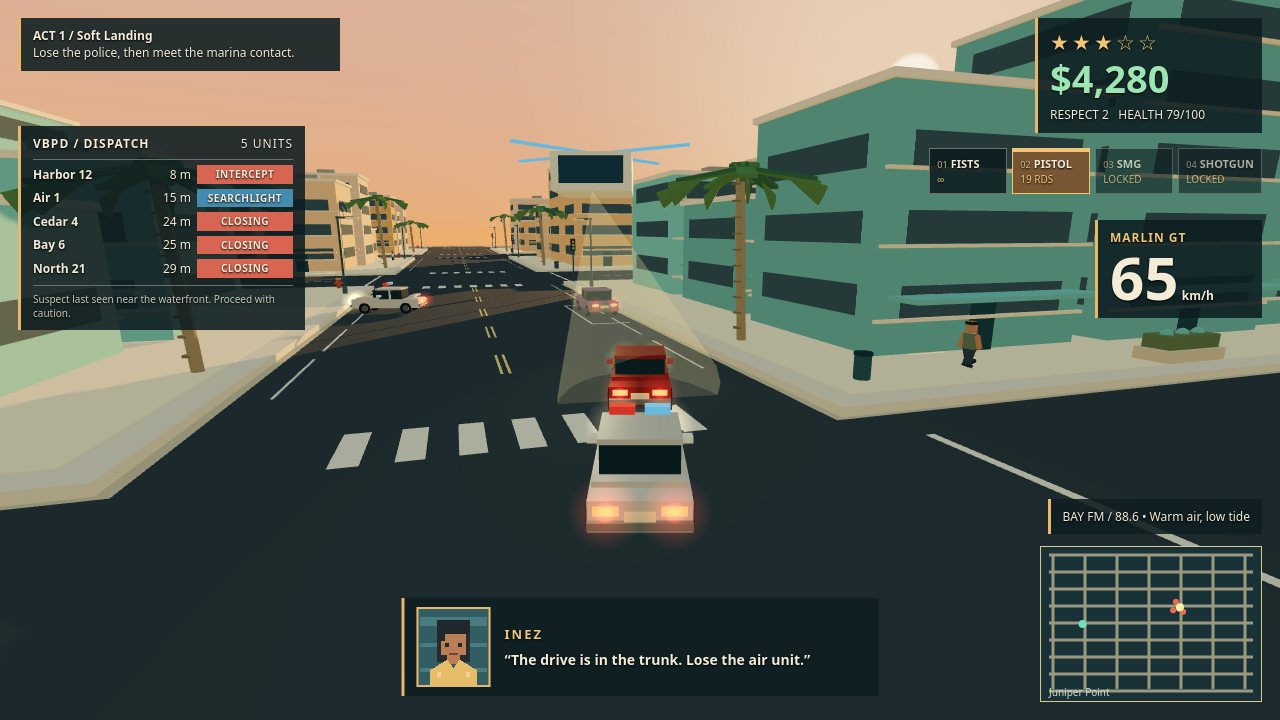 ACT 1 / Soft Landing
Lose the police, then meet the marina contact.
VBPD / DISPATCH 5 UNITS
Harbor 12 8 m INTERCEPT
Air 1 15 m SEARCHLIGHT
Cedar 4 24 m CLOSING
Bay 6 25 m CLOSING
North 21 29 m CLOSING
Suspect last seen near the waterfront. Proceed with
caution.
★★★☆☆
$4,280
RESPECT 2 HEALTH 79/100
01 FISTS
∞
02 PISTOL
19 RDS
03 SMG
LOCKED
04 SHOTGUN
LOCKED
MARLIN GT
65 km/h
BAY FM / 88.6 • Warm air, low tide
Juniper Point
INEZ
“The drive is in the trunk. Lose the air unit.”